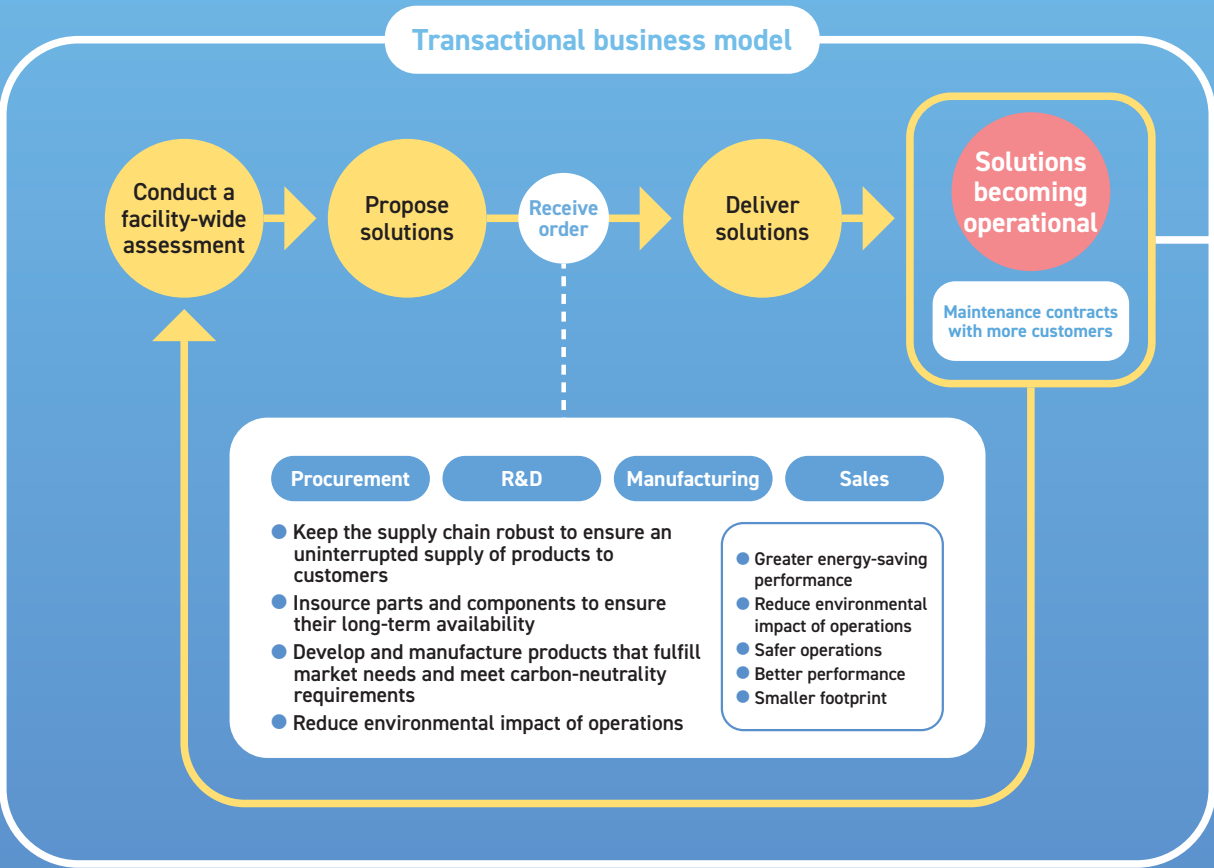 Transactional business model
Conduct a
facility-wide
assessment
Propose
solutions
Receive
order
Deliver
solutions
Solutions
becoming
operational
Maintenance contracts
with more customers
Procurement
R&D
Manufacturing
Sales
Keep the supply chain robust to ensure an
uninterrupted supply of products to
customers
Insource parts and components to ensure
their long-term availability
Develop and manufacture products that fulfill
market needs and meet carbon-neutrality
requirements
Reduce environmental impact of operations
Greater energy-saving
performance
Reduce environmental
impact of operations
Safer operations
Better performance
Smaller footprint